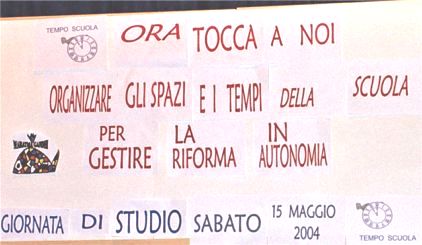 TEMPO SCUOLA
ORA TOCCA A NOI
ORGANIZZARE GLI SPAZI E I TEMPI DELLA SCUOLA
PER LA IN
GESTIRE RIFORMA AUTONOMIA
GIORNATA DI STUDIO SABATO 15 MAGGIO 2004
TEMPO SCUOLA